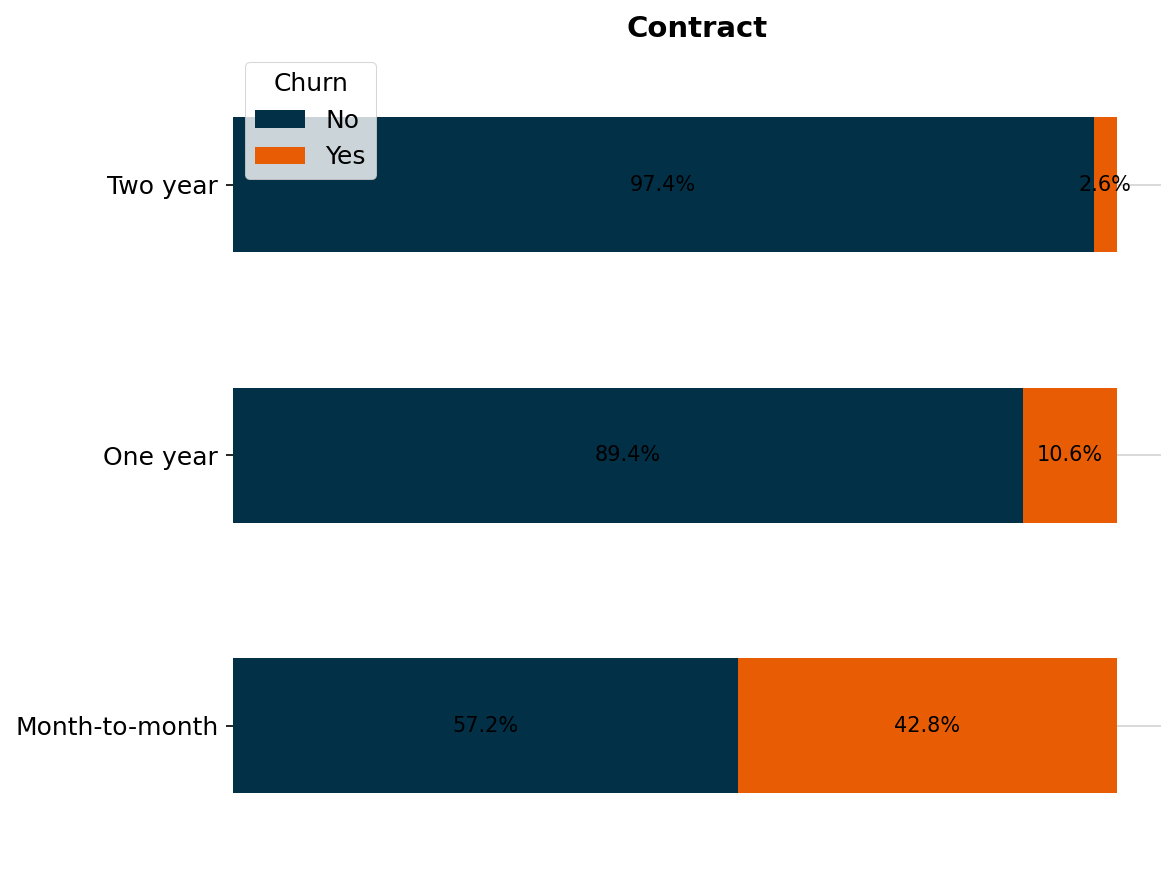 Contract
Churn
No
Yes
Two year
97.4%
2.6%
One year
89.4%
10.6%
Month-to-month
57.2%
42.8%